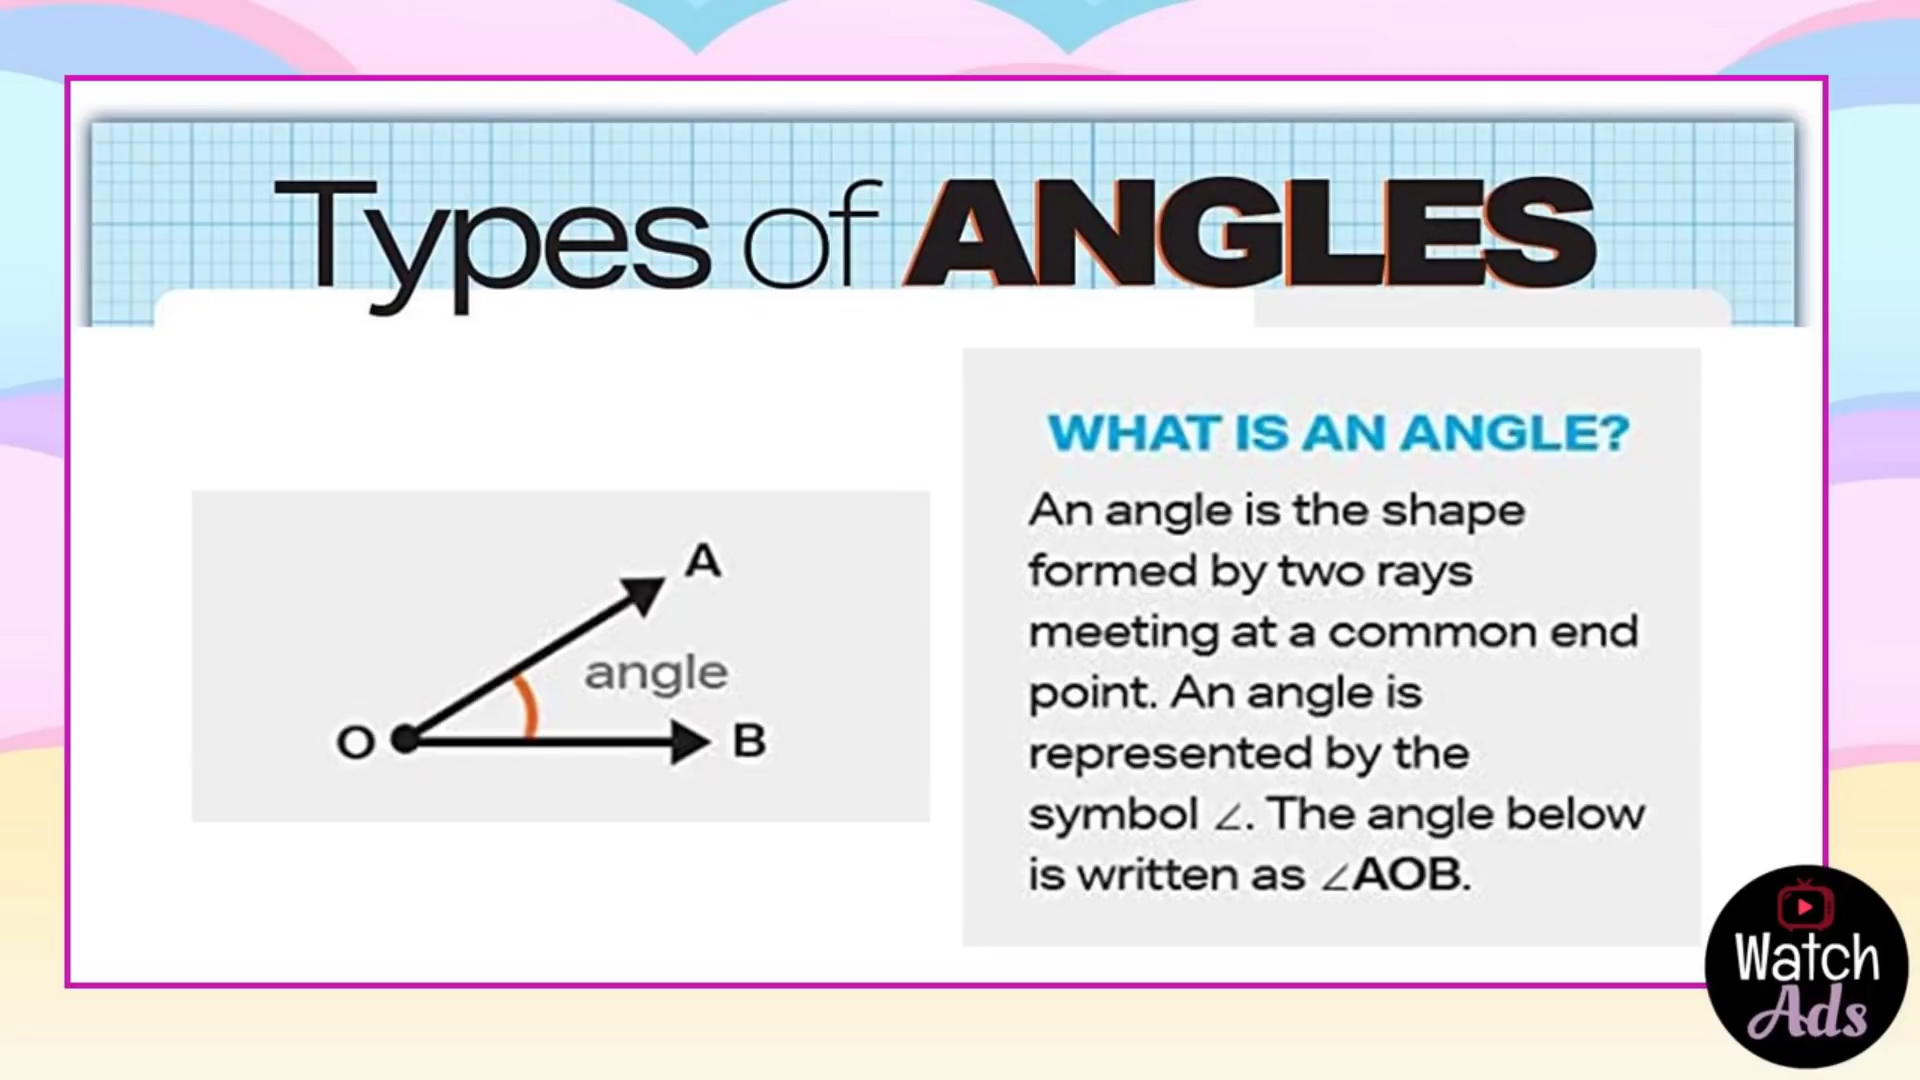 Types of ANGLES
WHAT IS AN ANGLE?
An angle is the shape
formed by two rays
meeting at a common end
point. An angle is
represented by the
symbol ∠. The angle below
is written as ∠AOB.
A
angle
O
B
Watch
Ads